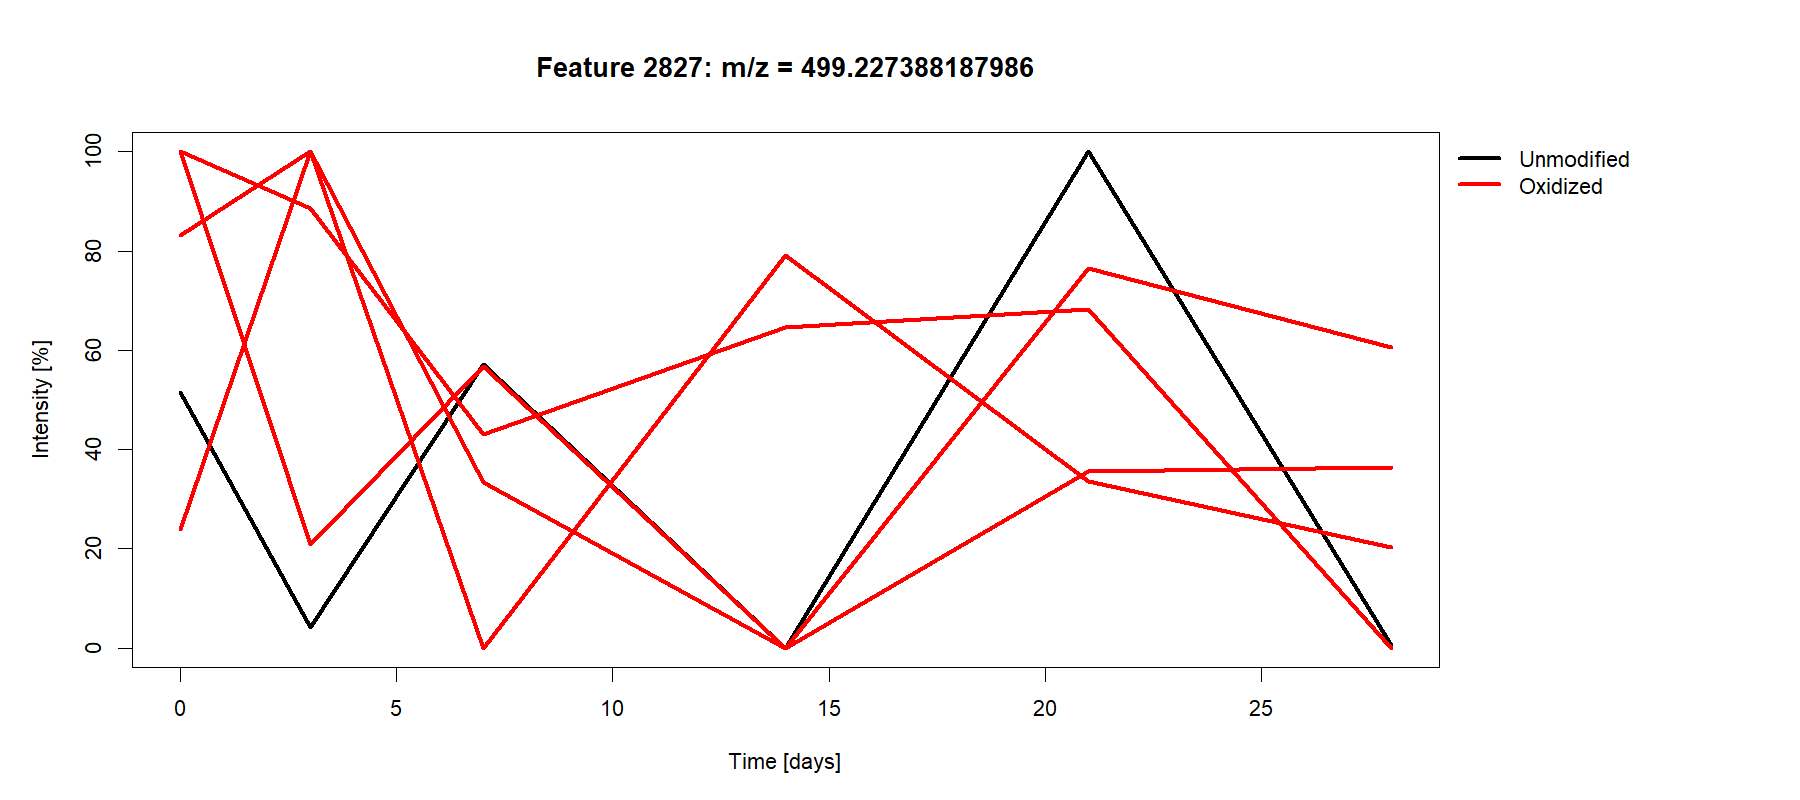 Feature 2827: m/z = 499.227388187986
Unmodified
Oxidized
100
80
60
40
20
0
Intensity [%]
0 5 10 15 20 25
Time [days]